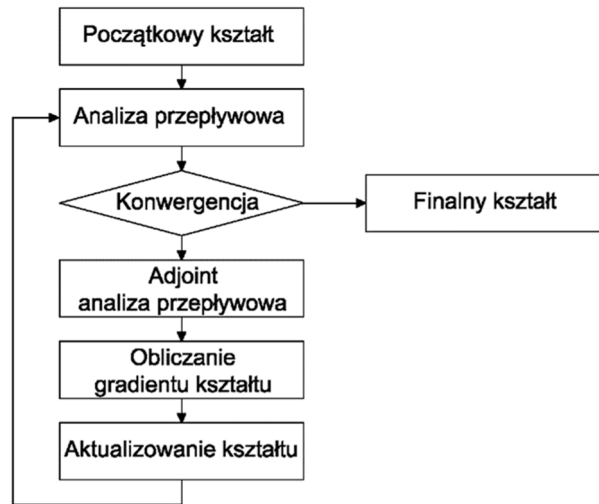 Początkowy kształt
Analiza przepływowa
Konwergencja
Finalny kształt
Adjoint
analiza przepływowa
Obliczanie
gradientu kształtu
Aktualizowanie kształtu